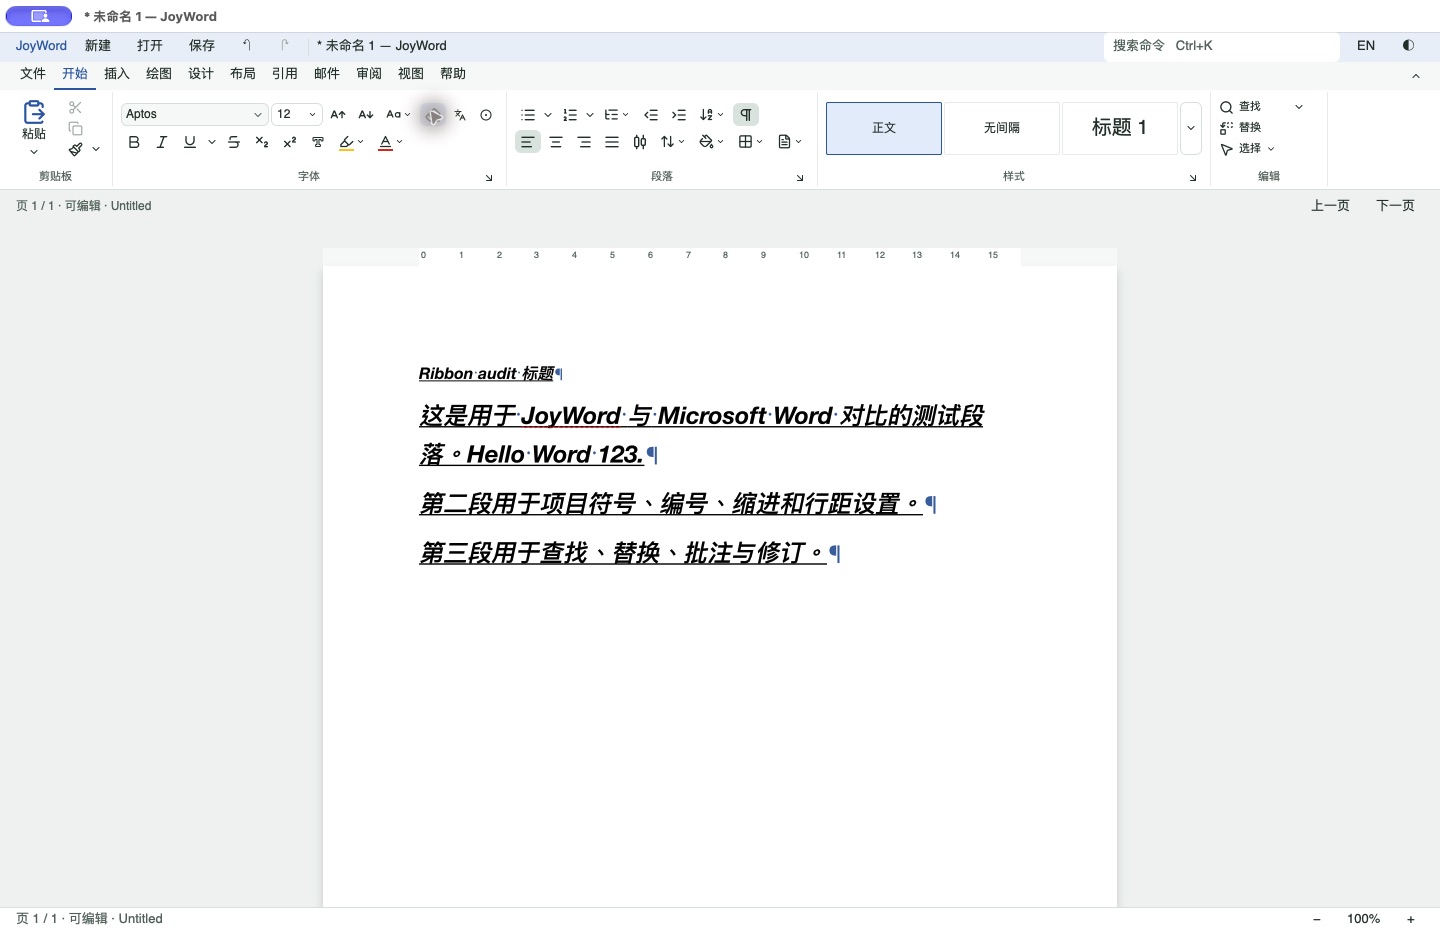 * 未命名 1 — JoyWord
JoyWord 新建 打开 保存 * 未命名 1 — JoyWord 搜索命令 Ctrl+K EN
文件 开始 插入 绘图 设计 布局 引用 邮件 审阅 视图 帮助
粘贴
剪贴板
Aptos 12
字体
段落
正文 无间隔 标题 1
样式
查找
替换
选择
编辑
页 1 / 1 · 可编辑 · Untitled 上一页 下一页
0 1 2 3 4 5 6 7 8 9 10 11 12 13 14 15
Ribbon audit 标题¶
这是用于 JoyWord 与 Microsoft Word 对比的测试段
落。Hello Word 123.¶
第二段用于项目符号、编号、缩进和行距设置。¶
第三段用于查找、替换、批注与修订。¶
页 1 / 1 · 可编辑 · Untitled − 100% +